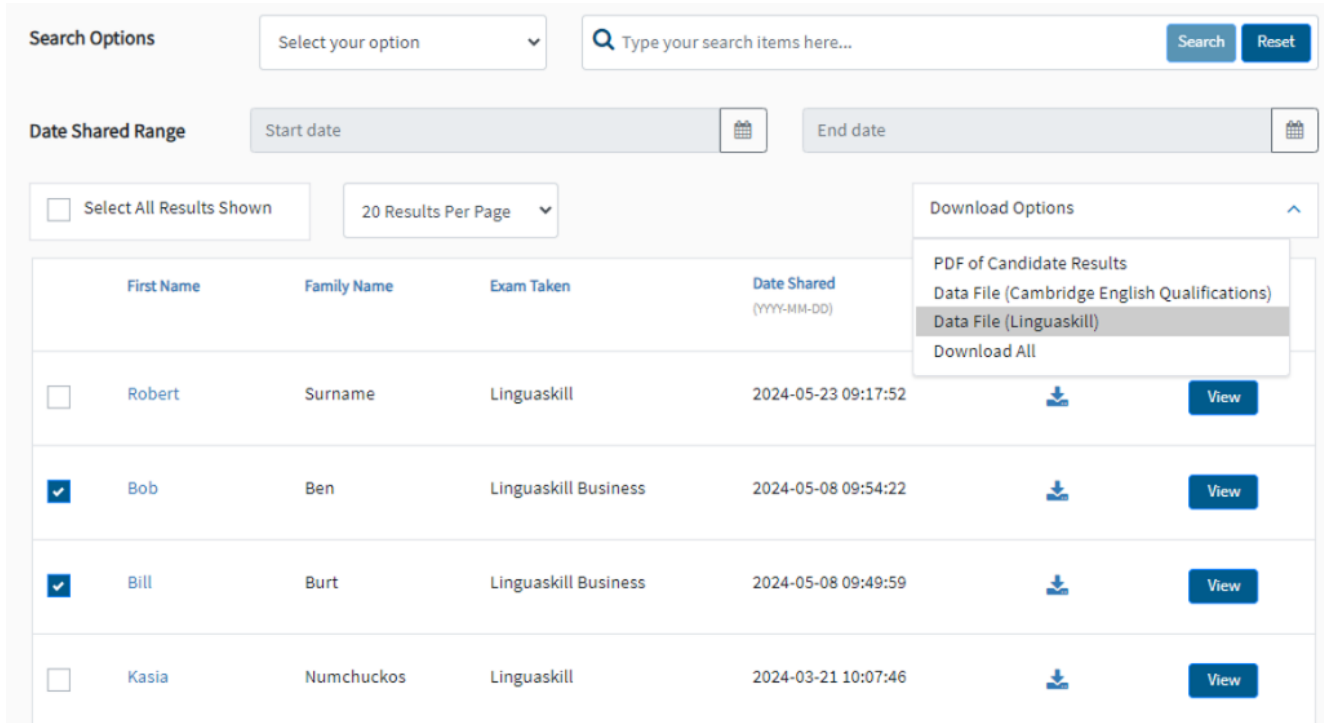 Search Options
Select your option
Type your search items here...
Search
Reset
Date Shared Range
Start date
End date
Select All Results Shown
20 Results Per Page
Download Options
PDF of Candidate Results
Data File (Cambridge English Qualifications)
Data File (Linguaskill)
Download All
First Name Family Name Exam Taken Date Shared
(YYYY-MM-DD)
Robert Surname Linguaskill 2024-05-23 09:17:52 View
Bob Ben Linguaskill Business 2024-05-08 09:54:22 View
Bill Burt Linguaskill Business 2024-05-08 09:49:59 View
Kasia Numchuckos Linguaskill 2024-03-21 10:07:46 View